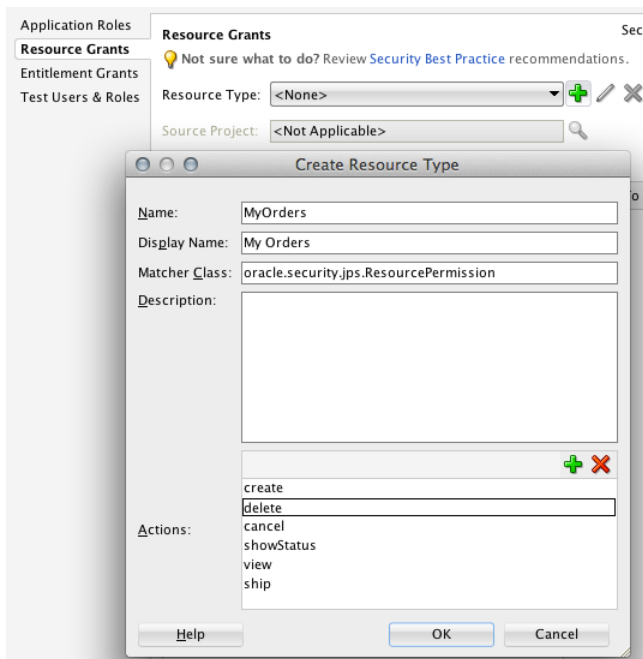 Application Roles
Resource Grants
Entitlement Grants
Test Users & Roles
Resource Grants
Sec
Not sure what to do? Review Security Best Practice recommendations.
Resource Type: <None>
Source Project: <Not Applicable>
To
Create Resource Type
Name: MyOrders
Display Name: My Orders
Matcher Class: oracle.security.jps.ResourcePermission
Description:
Actions:
create
delete
cancel
showStatus
view
ship
Help
OK
Cancel